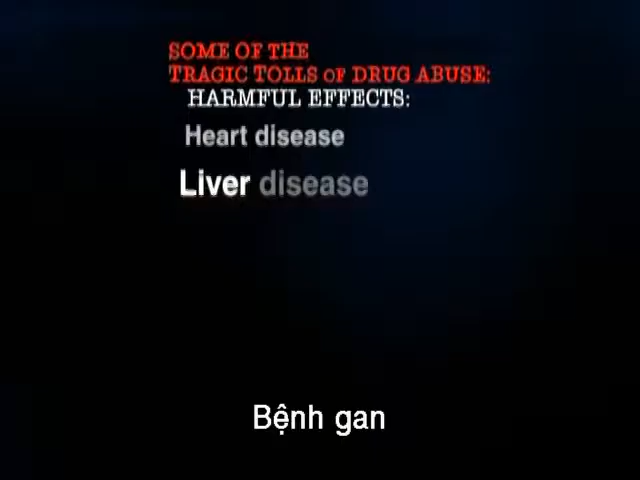 SOME OF THE
TRAGIC TOLLS OF DRUG ABUSE:
HARMFUL EFFECTS:
Heart disease
Liver disease
Bệnh gan